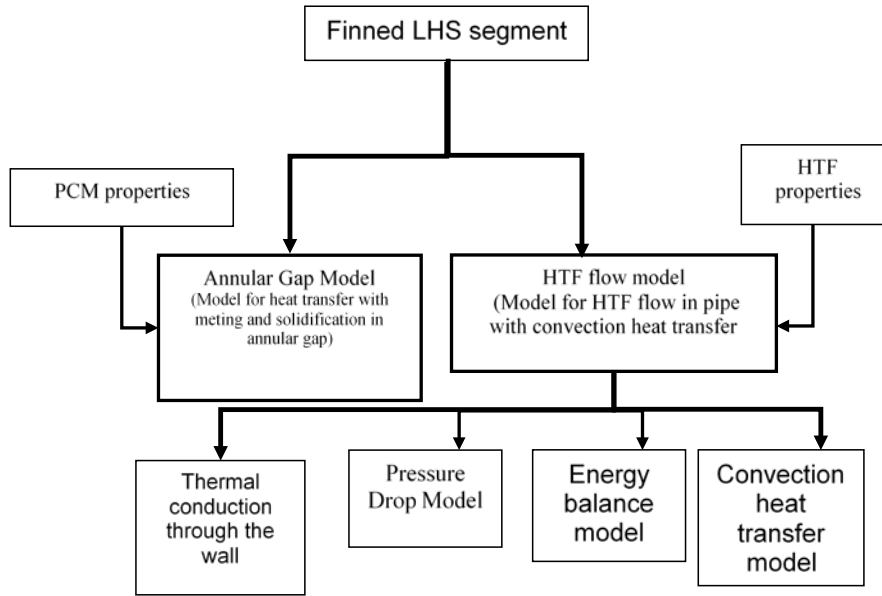 Finned LHS segment
PCM properties
HTF
properties
Annular Gap Model
(Model for heat transfer with
meting and solidification in
annular gap)
HTF flow model
(Model for HTF flow in pipe
with convection heat transfer
Thermal
conduction
through the
wall
Pressure
Drop Model
Energy
balance
model
Convection
heat
transfer
model